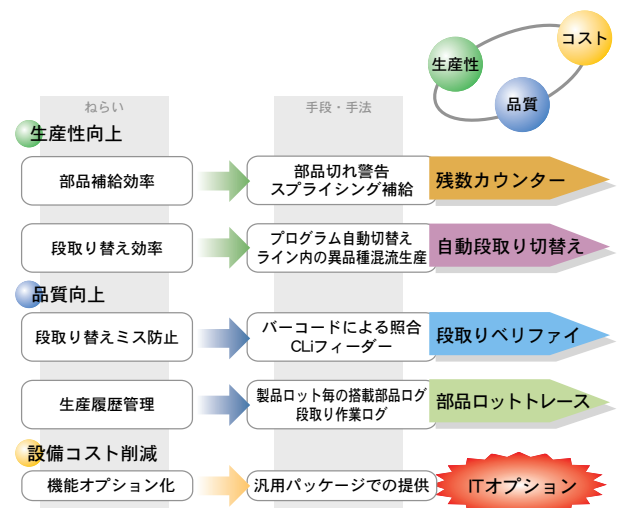 コスト
生産性
品質
ねらい
手段・手法
生産性向上
部品補給効率
部品切れ警告
スプライシング補給
残数カウンター
段取り替え効率
プログラム自動切替え
ライン内の異品種混流生産
自動段取り切替え
品質向上
段取り替えミス防止
バーコードによる照合
CLiフィーダー
段取りベリファイ
生産履歴管理
製品ロット毎の搭載部品ログ
段取り作業ログ
部品ロットトレース
設備コスト削減
機能オプション化
汎用パッケージでの提供
ITオプション